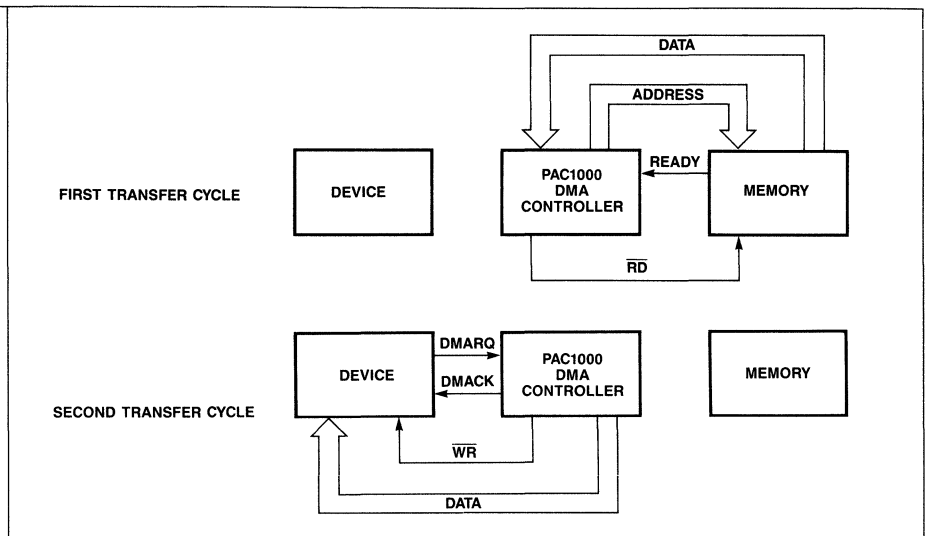 DATA
ADDRESS
FIRST TRANSFER CYCLE
DEVICE
PAC1000
DMA
CONTROLLER
READY
MEMORY
RD
SECOND TRANSFER CYCLE
DEVICE
DMARQ
DMACK
PAC1000
DMA
CONTROLLER
MEMORY
WR
DATA